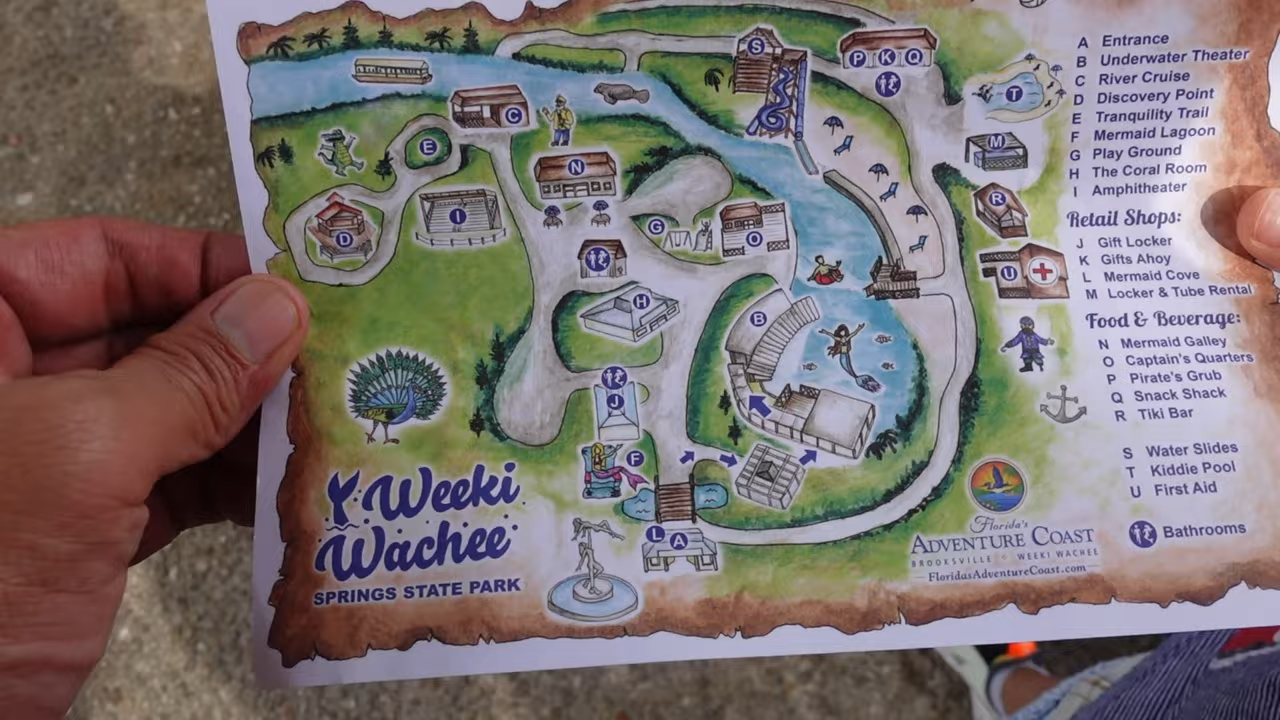 A Entrance
B Underwater Theater
C River Cruise
D Discovery Point
E Tranquility Trail
F Mermaid Lagoon
G Play Ground
H The Coral Room
I Amphitheater
Retail Shops:
J Gift Locker
K Gifts Ahoy
L Mermaid Cove
M Locker & Tube Rental
Food & Beverage:
N Mermaid Galley
O Captain's Quarters
P Pirate's Grub
Q Snack Shack
R Tiki Bar
S Water Slides
T Kiddie Pool
U First Aid
Bathrooms
S
P K Q
T
C
M
E
N
R
I
G
D
O
U
H
B
J
F
L A
Weeki
Wachee
SPRINGS STATE PARK
Florida's
ADVENTURE COAST
BROOKSVILLE WEEKI WACHEE
FloridasAdventureCoast.com